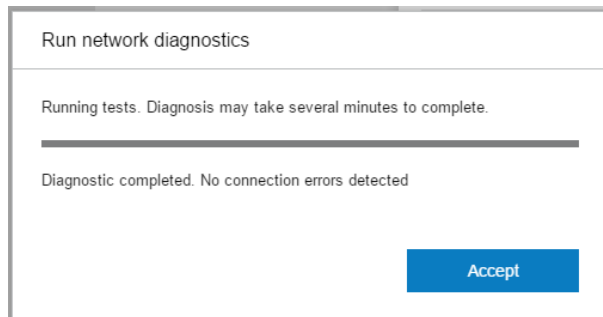 Run network diagnostics
Running tests. Diagnosis may take several minutes to complete.
Diagnostic completed. No connection errors detected
Accept